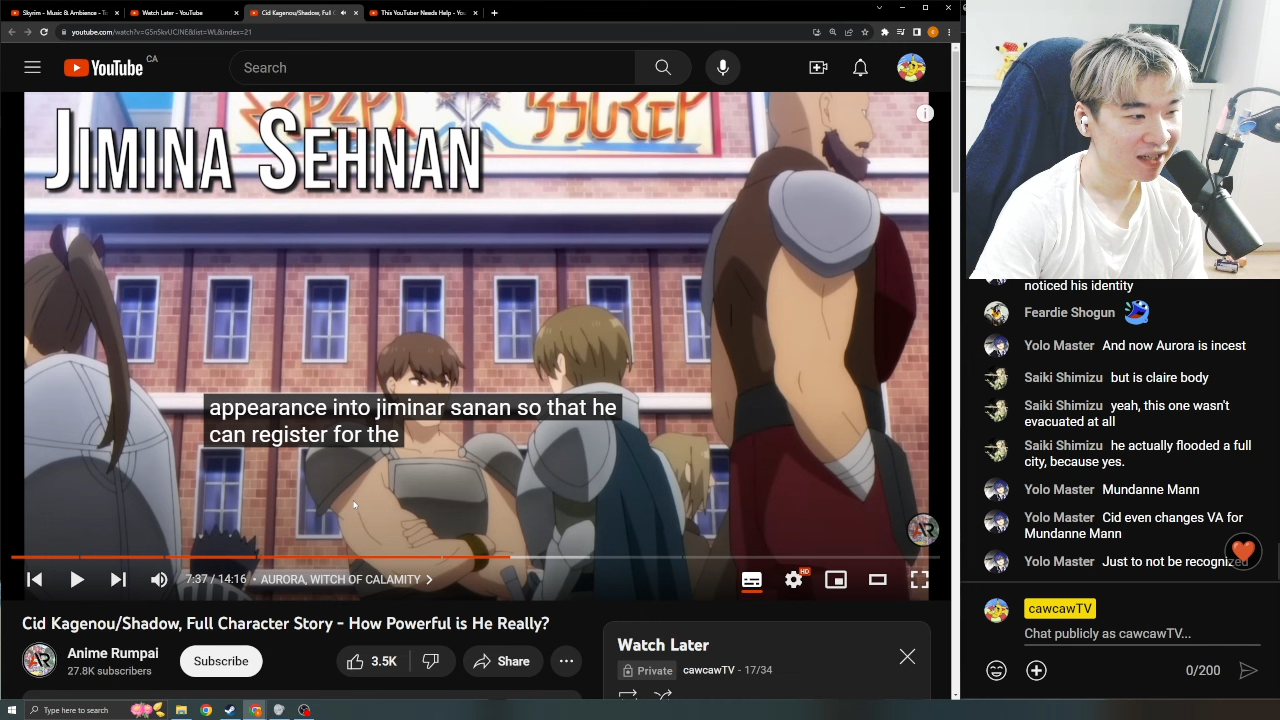 Skyrim - Music & Ambience - Tu
Watch Later - YouTube
Cid Kagenou/Shadow, Full C
This YouTuber Needs Help - You
youtube.com/watch?v=G5n5kvUCJNE&list=WL&index=21
YouTube CA
Search
JIMINA SEHNAN
appearance into jiminar sanan so that he
can register for the
7:37 / 14:16 • AURORA, WITCH OF CALAMITY
HD
Cid Kagenou/Shadow, Full Character Story - How Powerful is He Really?
AR
Anime Rumpai
27.8K subscribers
Subscribe
3.5K
Share
Watch Later
Private
cawcawTV - 17/34
noticed his identity
Feardie Shogun
Yolo Master And now Aurora is incest
Saiki Shimizu but is claire body
Saiki Shimizu yeah, this one wasn't
evacuated at all
Saiki Shimizu he actually flooded a full
city, because yes.
Yolo Master Mundanne Mann
Yolo Master Cid even changes VA for
Mundanne Mann
Yolo Master Just to not be recognized
cawcawTV
Chat publicly as cawcawTV...
0/200
Type here to search